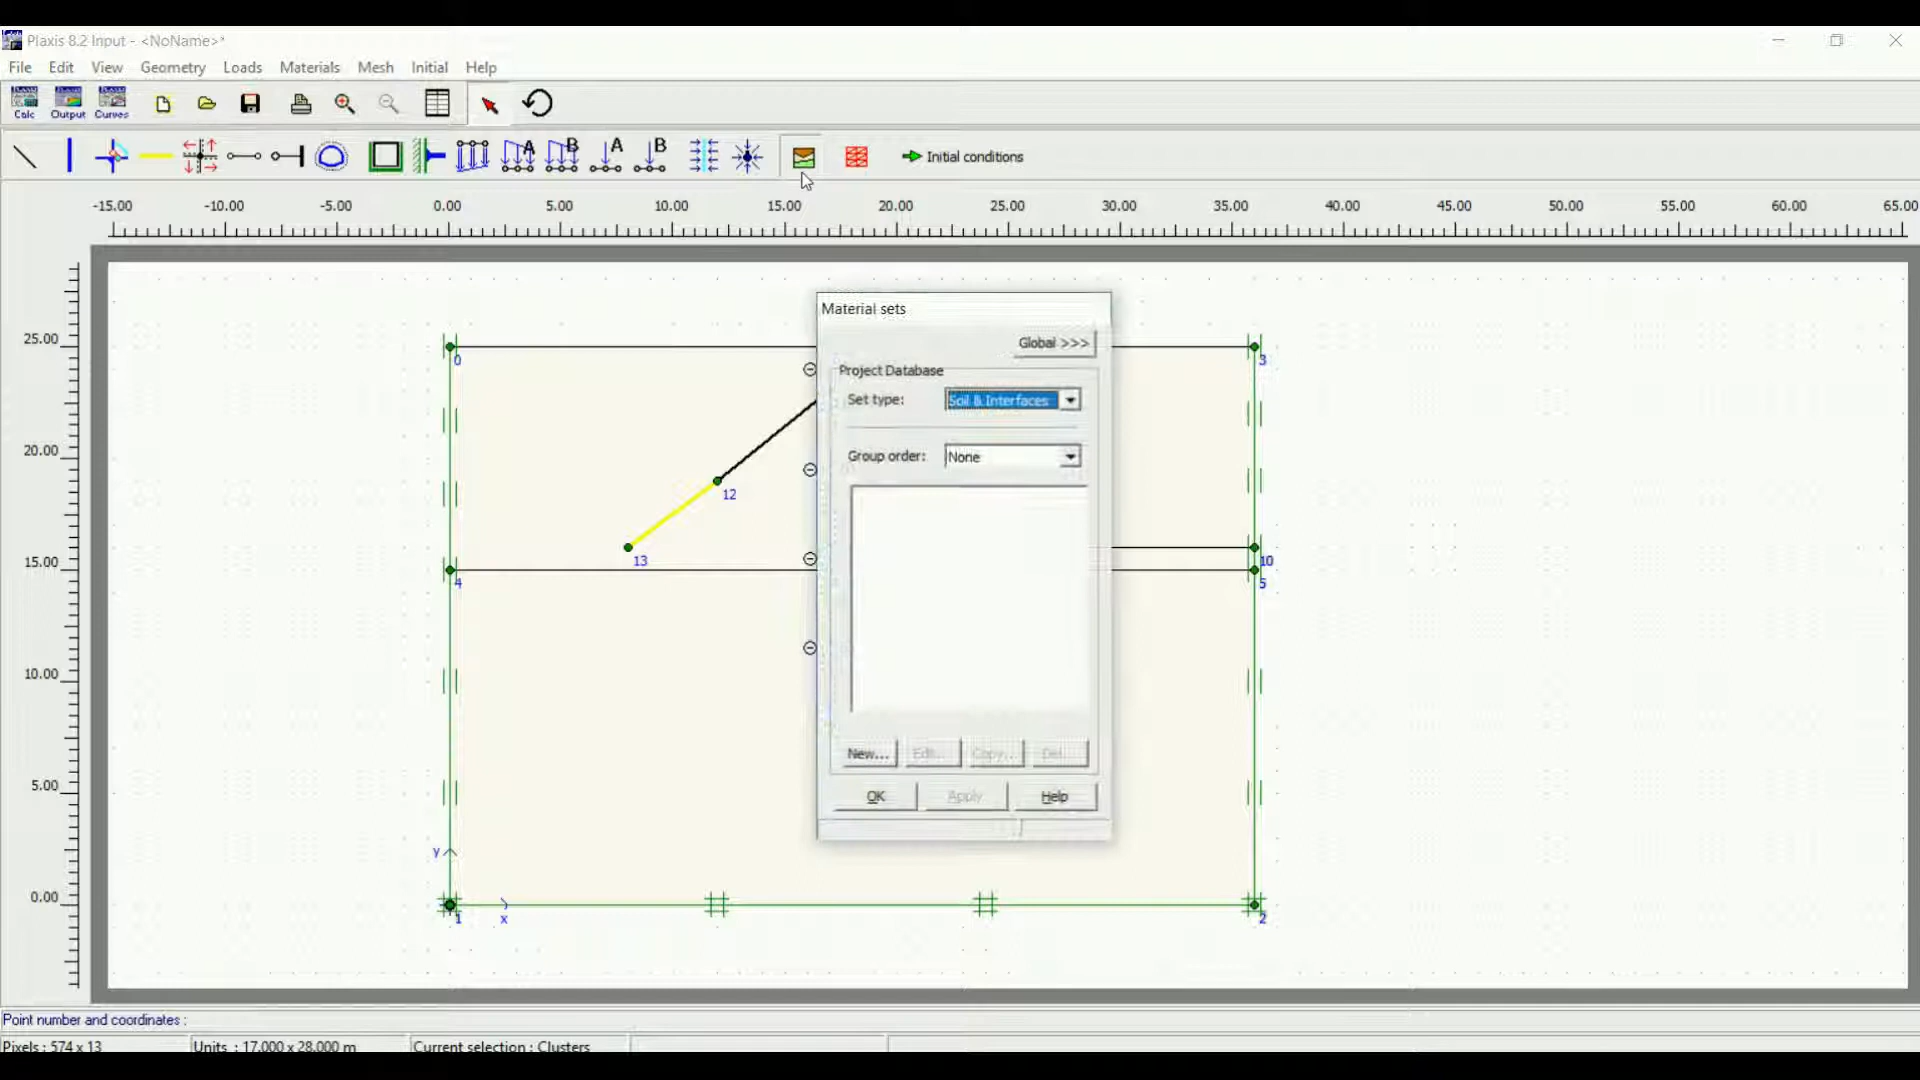 Plaxis 8.2 Input - <NoName>*
File Edit View Geometry Loads Materials Mesh Initial Help
Calc Output Curves
A B A B Initial conditions
-15.00 -10.00 -5.00 0.00 5.00 10.00 15.00 20.00 25.00 30.00 35.00 40.00 45.00 50.00 55.00 60.00 65.00
Material sets
25.00
Global >>>
0 3
Project Database
Set type: Soil & Interfaces
20.00
Group order: None
12
15.00
13 10
4 5
10.00
New... Edit... Copy... Del...
5.00
OK Apply Help
y
0.00
1 x 2
Point number and coordinates :
Pixels : 574 x 13 Units : 17.000 x 28.000 m Current selection : Clusters